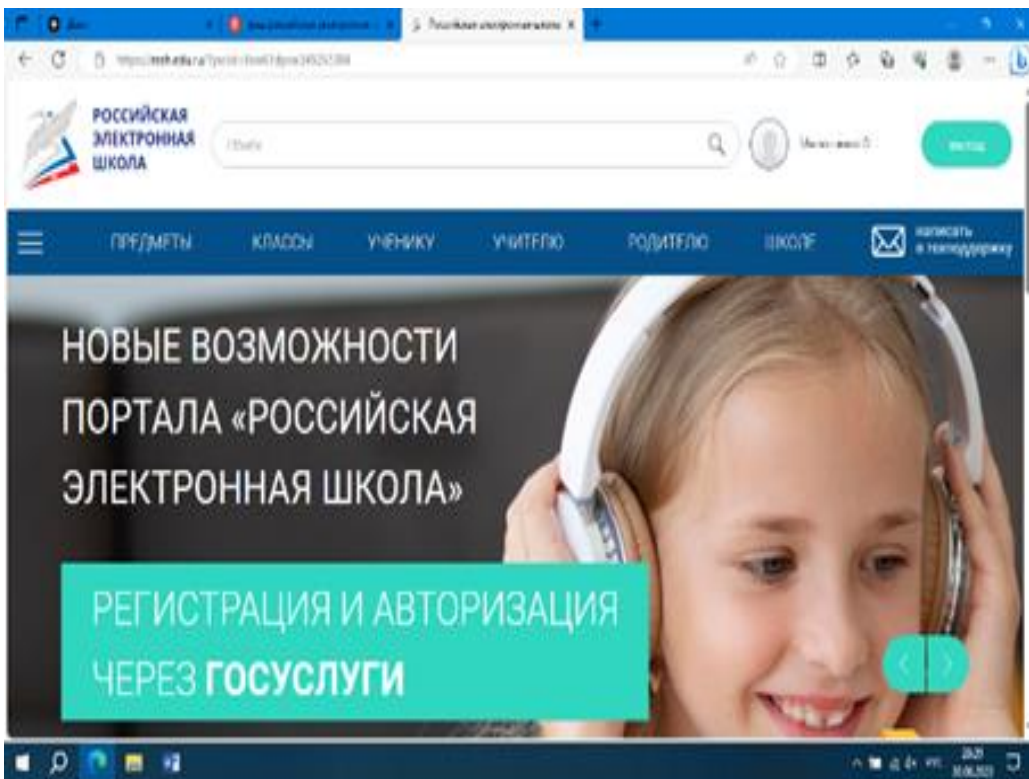 РОССИЙСКАЯ
ЭЛЕКТРОННАЯ
ШКОЛА
ПРЕДМЕТЫ КЛАССЫ УЧЕНИКУ УЧИТЕЛЮ РОДИТЕЛЮ ШКОЛЕ
написать
в техподдержку
НОВЫЕ ВОЗМОЖНОСТИ
ПОРТАЛА «РОССИЙСКАЯ
ЭЛЕКТРОННАЯ ШКОЛА»
РЕГИСТРАЦИЯ И АВТОРИЗАЦИЯ
ЧЕРЕЗ ГОСУСЛУГИ